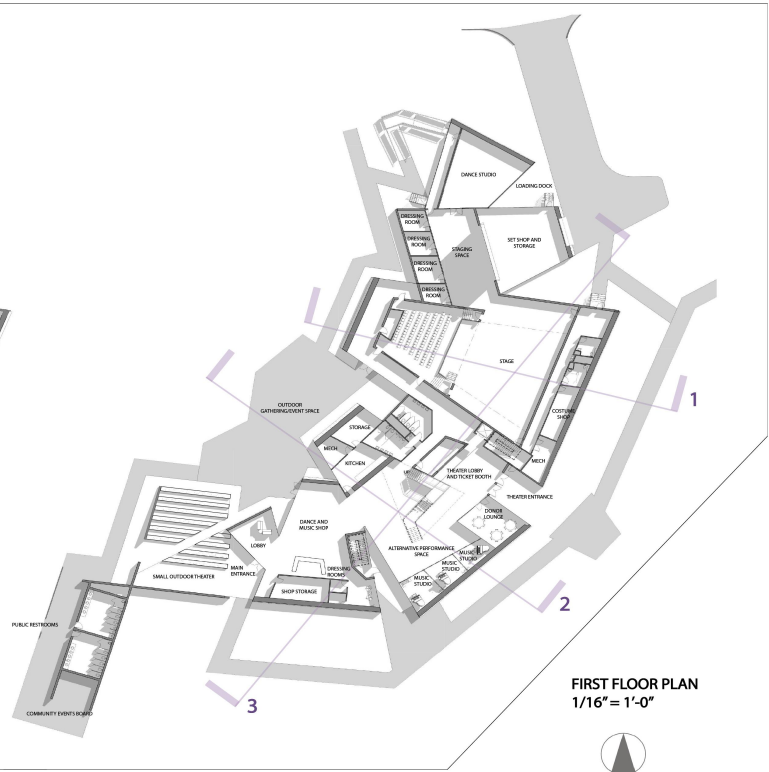 DANCE STUDIO
LOADING DOCK
DRESSING
ROOM
DRESSING
ROOM
DRESSING
ROOM
DRESSING
ROOM
STAGING
SPACE
SET SHOP AND
STORAGE
STAGE
1
COSTUME
SHOP
MECH
OUTDOOR
GATHERING/EVENT SPACE
STORAGE
MECH
KITCHEN
UP
THEATER LOBBY
AND TICKET BOOTH
THEATER ENTRANCE
DONOR
LOUNGE
DANCE AND
MUSIC SHOP
LOBBY
MAIN
ENTRANCE
ALTERNATIVE PERFORMANCE
SPACE
MUSIC
STUDIO
MUSIC
STUDIO
MUSIC
STUDIO
DRESSING
ROOMS
SHOP STORAGE
SMALL OUTDOOR THEATER
2
PUBLIC RESTROOMS
3
COMMUNITY EVENTS BOARD
FIRST FLOOR PLAN
1/16" = 1'-0"